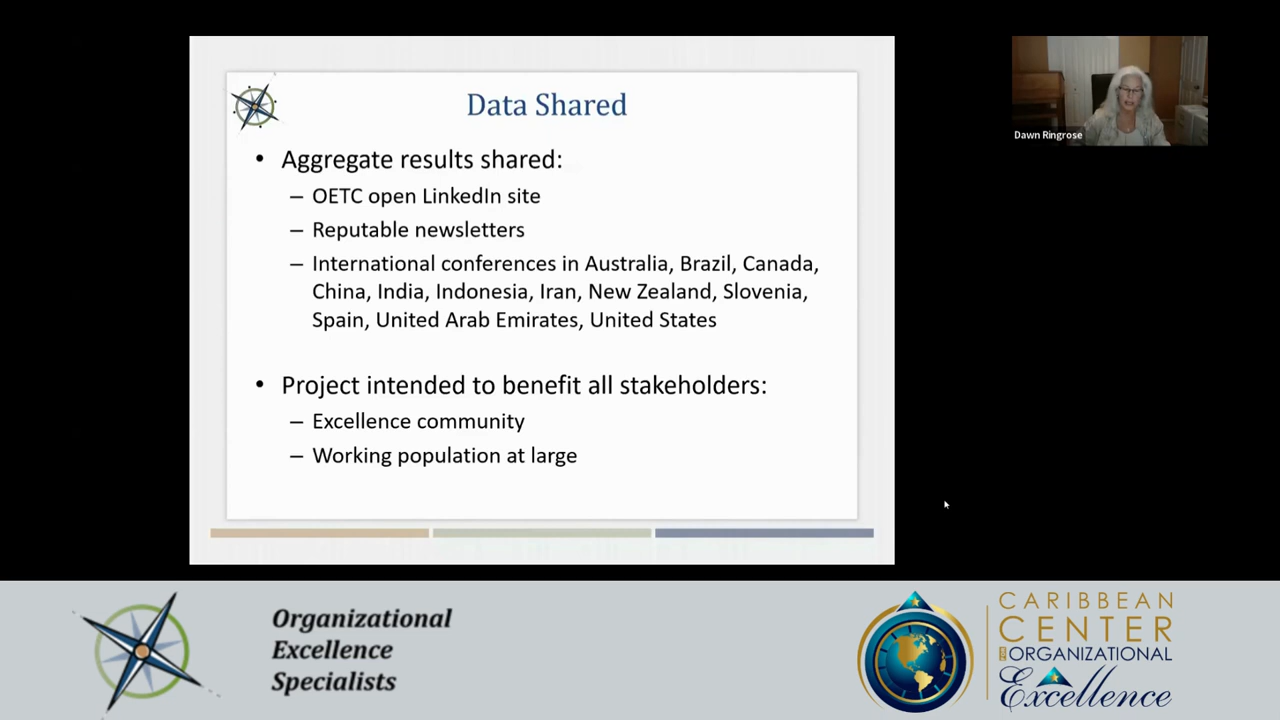 Data Shared
• Aggregate results shared:
– OETC open LinkedIn site
– Reputable newsletters
– International conferences in Australia, Brazil, Canada,
China, India, Indonesia, Iran, New Zealand, Slovenia,
Spain, United Arab Emirates, United States
• Project intended to benefit all stakeholders:
– Excellence community
– Working population at large
Dawn Ringrose
Organizational
Excellence
Specialists
CARIBBEAN
CENTER
FOR ORGANIZATIONAL
Excellence